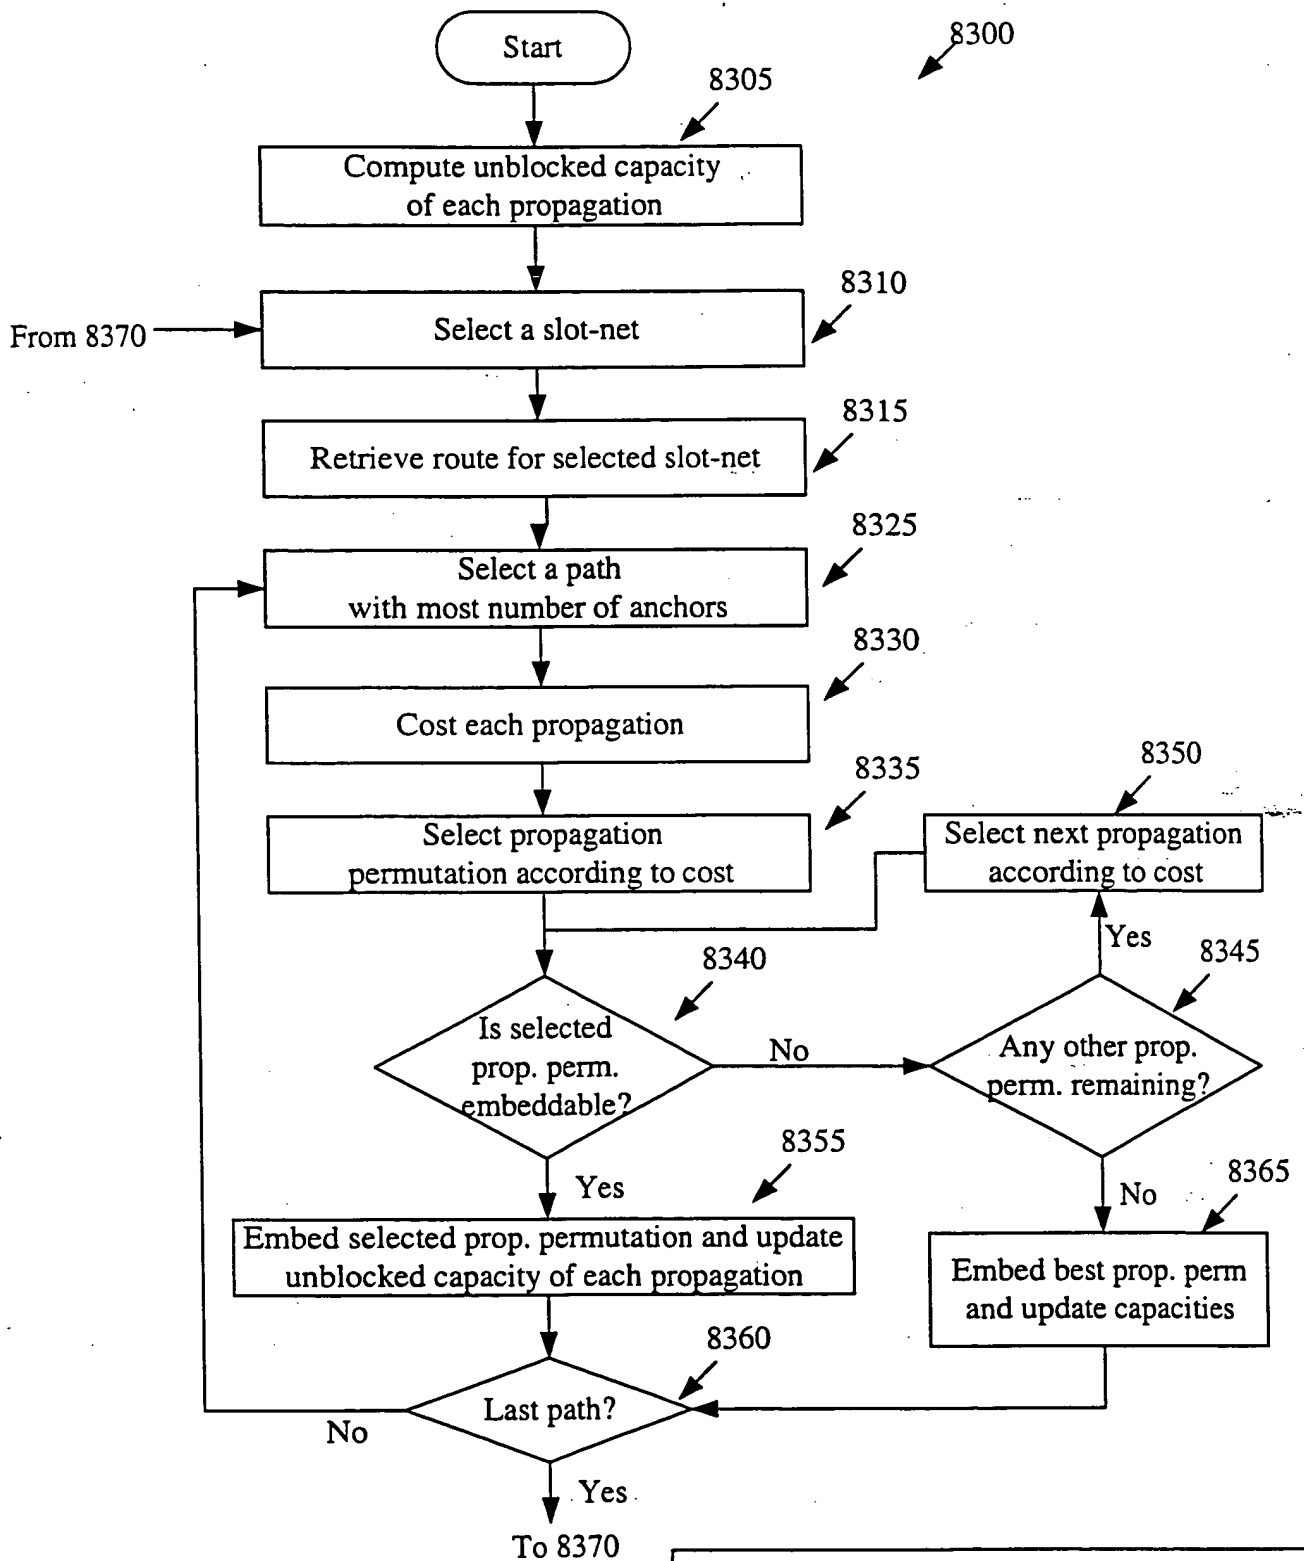 Start
8300
8305
Compute unblocked capacity
of each propagation
8310
From 8370
Select a slot-net
8315
Retrieve route for selected slot-net
8325
Select a path
with most number of anchors
8330
Cost each propagation
8335
Select propagation
permutation according to cost
8350
Select next propagation
according to cost
Yes
8340
Is selected
prop. perm.
embeddable?
No
8345
Any other prop.
perm. remaining?
Yes
8355
Embed selected prop. permutation and update
unblocked capacity of each propagation
No
8365
Embed best prop. perm
and update capacities
8360
Last path?
No
Yes
To 8370